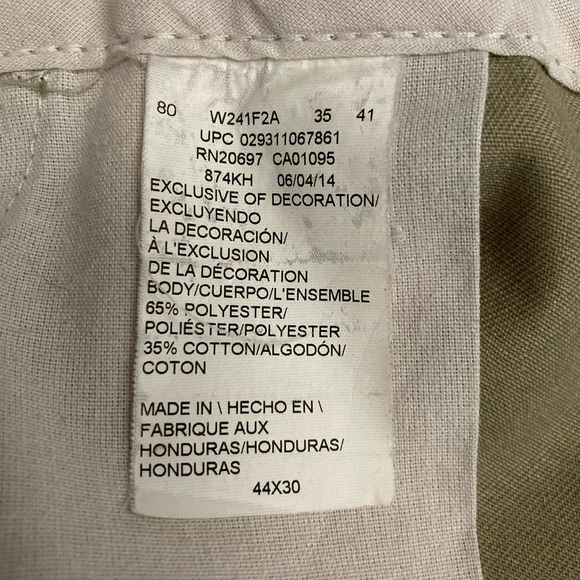 80 W241F2A 35 41
UPC 029311067861
RN20697 CA01095
874KH 06/04/14
EXCLUSIVE OF DECORATION/
EXCLUYENDO
LA DECORACIÓN/
À L'EXCLUSION
DE LA DÉCORATION
BODY/CUERPO/L'ENSEMBLE
65% POLYESTER/
POLIÉSTER/POLYESTER
35% COTTON/ALGODÓN/
COTON
MADE IN \ HECHO EN \
FABRIQUE AUX
HONDURAS/HONDURAS/
HONDURAS
44X30